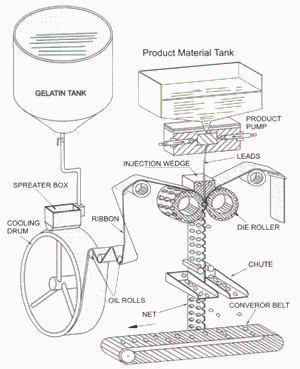 Product Material Tank
GELATIN TANK
PRODUCT
PUMP
LEADS
INJECTION WEDGE
SPREATER BOX
COOLING
DRUM
RIBBON
DIE ROLLER
CHUTE
OIL ROLLS
NET
CONVEROR BELT